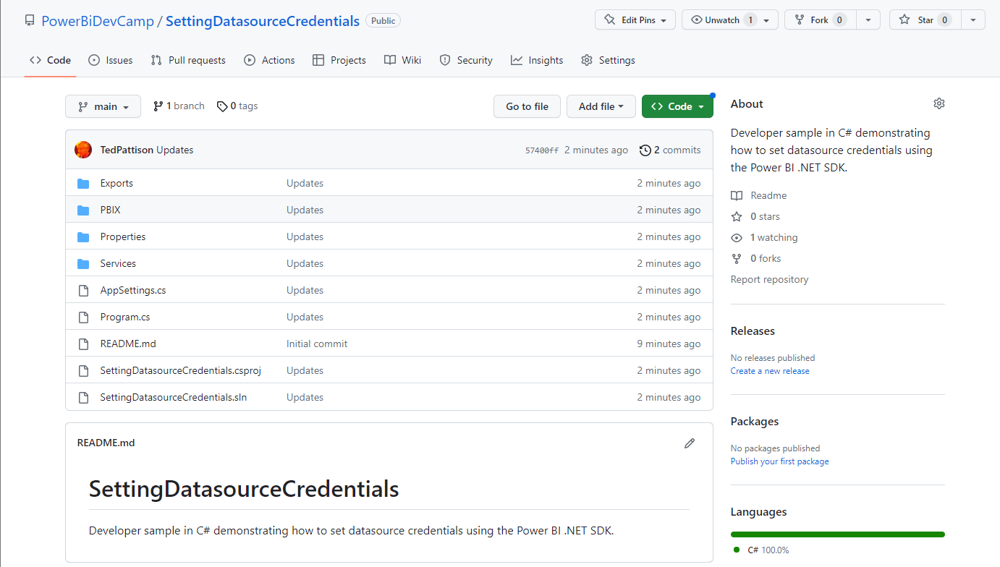 PowerBiDevCamp / SettingDatasourceCredentials Public Edit Pins Unwatch 1 Fork 0 Star 0
Code Issues Pull requests Actions Projects Wiki Security Insights Settings
main 1 branch 0 tags Go to file Add file Code
TedPattison Updates 57400ff 2 minutes ago 2 commits
Exports Updates 2 minutes ago
PBIX Updates 2 minutes ago
Properties Updates 2 minutes ago
Services Updates 2 minutes ago
AppSettings.cs Updates 2 minutes ago
Program.cs Updates 2 minutes ago
README.md Initial commit 9 minutes ago
SettingDatasourceCredentials.csproj Updates 2 minutes ago
SettingDatasourceCredentials.sln Updates 2 minutes ago
README.md
SettingDatasourceCredentials
Developer sample in C# demonstrating how to set datasource credentials using the Power BI .NET SDK.
About
Developer sample in C# demonstrating
how to set datasource credentials using
the Power BI .NET SDK.
Readme
0 stars
1 watching
0 forks
Report repository
Releases
No releases published
Create a new release
Packages
No packages published
Publish your first package
Languages
C# 100.0%